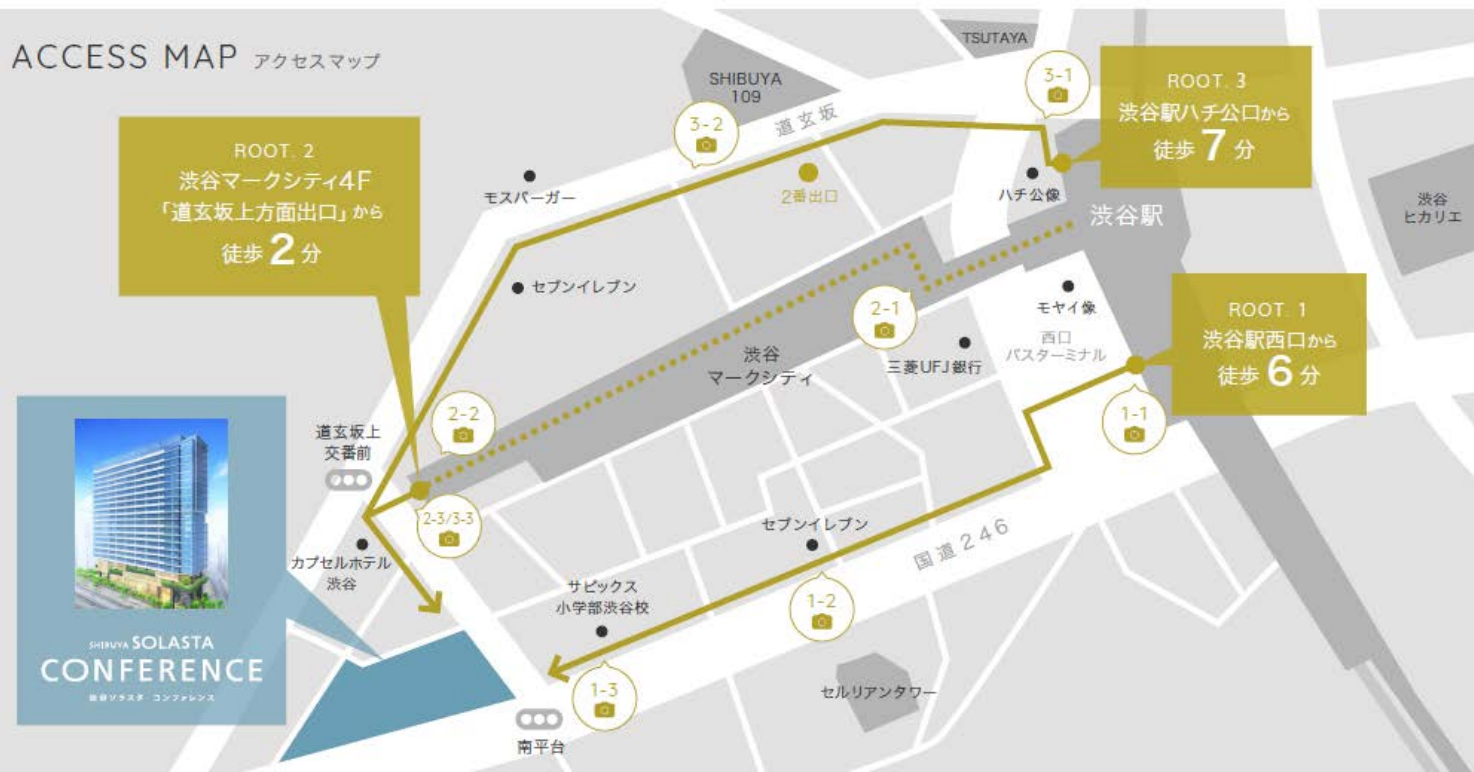 ACCESS MAP アクセスマップ
TSUTAYA
SHIBUYA
109
道玄坂
3-1
3-2
ROOT. 3
渋谷駅ハチ公口から
徒歩 7 分
ROOT. 2
渋谷マークシティ4F
「道玄坂上方面出口」から
徒歩 2 分
モスバーガー
2番出口
ハチ公像
渋谷駅
渋谷
ヒカリエ
セブンイレブン
2-1
モヤイ像
西口
バスターミナル
三菱UFJ銀行
渋谷
マークシティ
ROOT. 1
渋谷駅西口から
徒歩 6 分
1-1
2-2
道玄坂上
交番前
2-3/3-3
カプセルホテル
渋谷
セブンイレブン
国道246
サピックス
小学部渋谷校
1-2
1-3
セルリアンタワー
南平台
SHIBUYA SOLASTA
CONFERENCE
渋谷ソラスタ コンファレンス